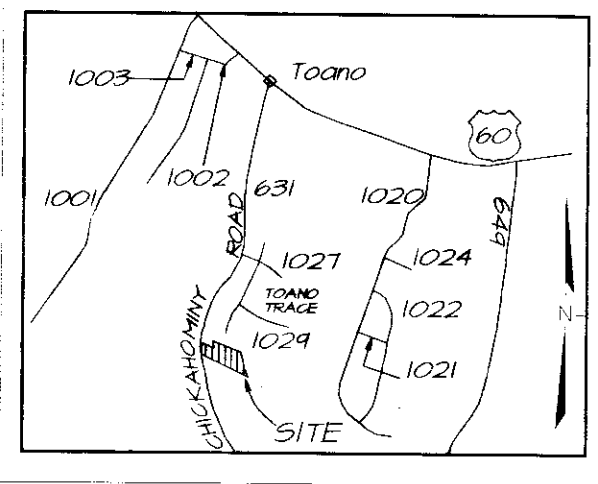 Toano
1003
60
1002
631
1020
1001
649
ROAD
1027
1024
TOANO
TRACE
1022
N
1029
CHICKAHOMINY
1021
SITE